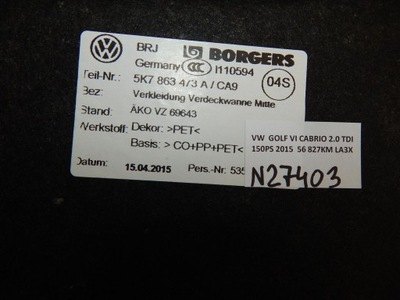 BRJ BORGERS
Germany CCC I110594
Teil-Nr: 5K7 863 473 A / CA9 04S
Bez: Verkleidung Verdeckwanne Mitte
Stand: ÄKO VZ 69643
Werkstoff: Dekor: >PET<
Basis: >CO+PP+PET<
Datum: 15.04.2015 Pers.-Nr: 535
VW GOLF VI CABRIO 2.0 TDI
150PS 2015 56 827KM LA3X
N27403